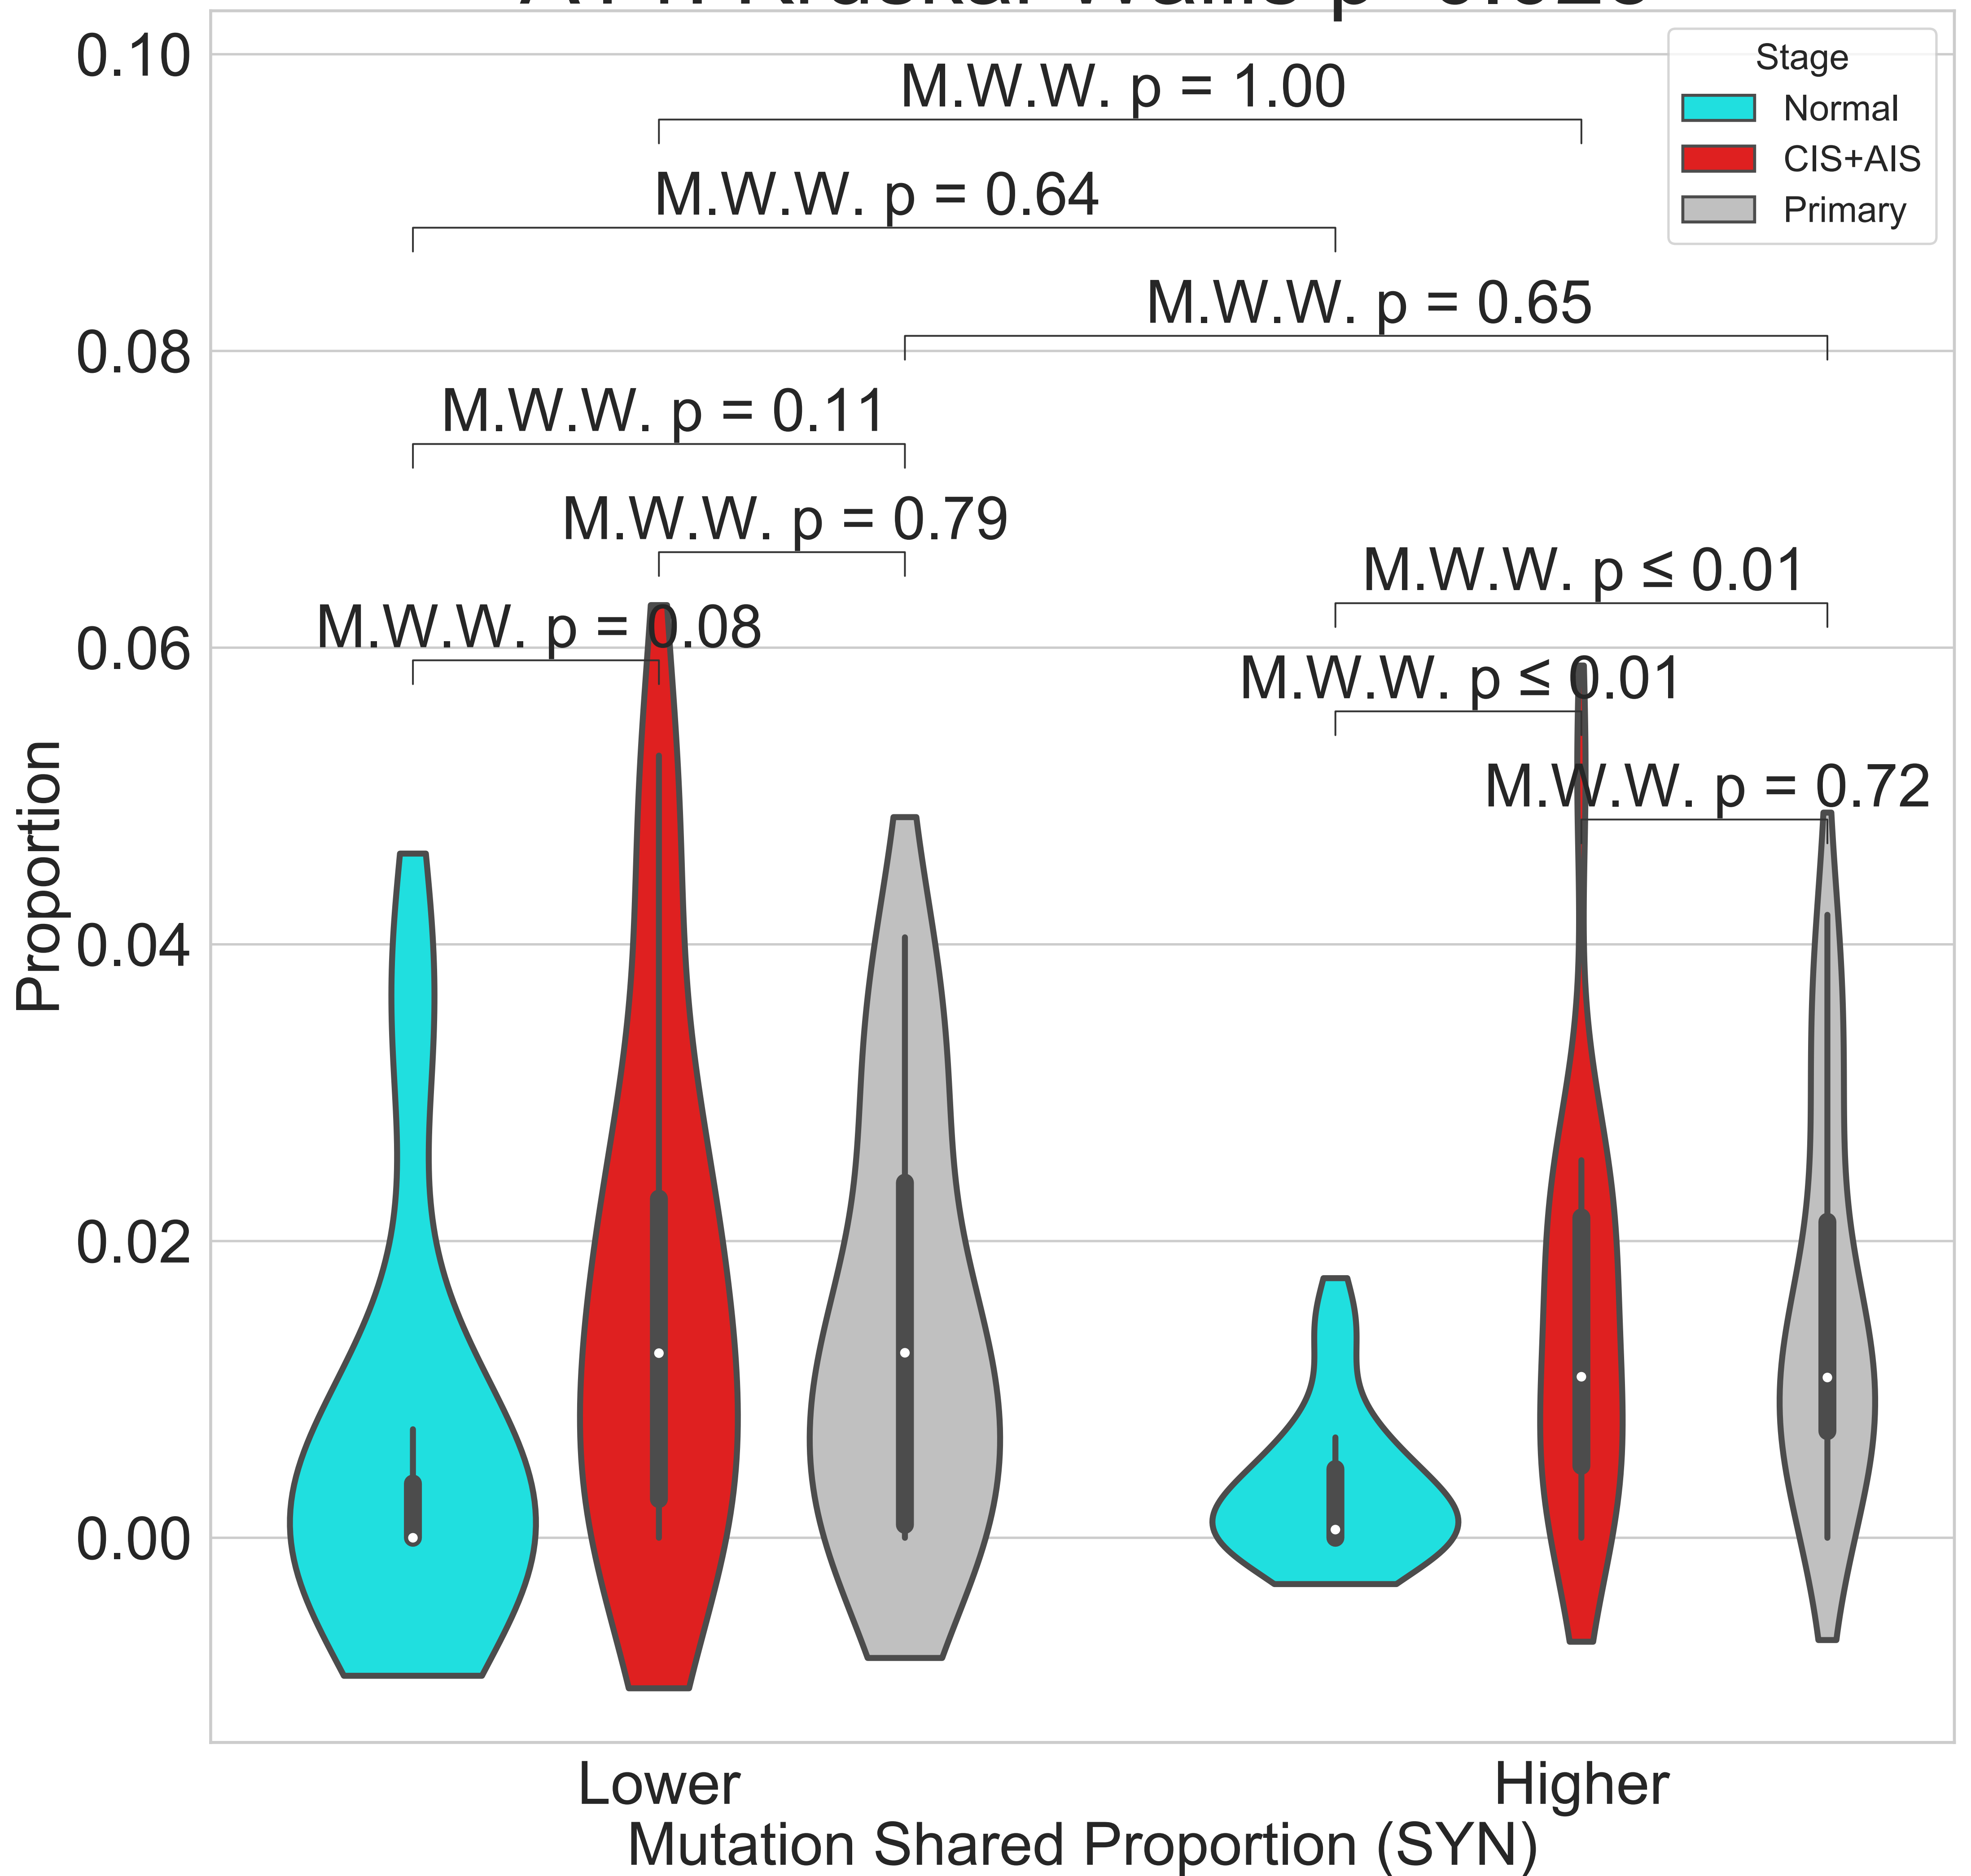 0.10
0.08
0.06
0.04
0.02
0.00
Proportion
M.W.W. p = 1.00
M.W.W. p = 0.64
M.W.W. p = 0.65
M.W.W. p = 0.11
M.W.W. p = 0.79
M.W.W. p ≤ 0.01
M.W.W. p = 0.08
M.W.W. p ≤ 0.01
M.W.W. p = 0.72
Stage
Normal
CIS+AIS
Primary
Lower
Higher
Mutation Shared Proportion (SYN)